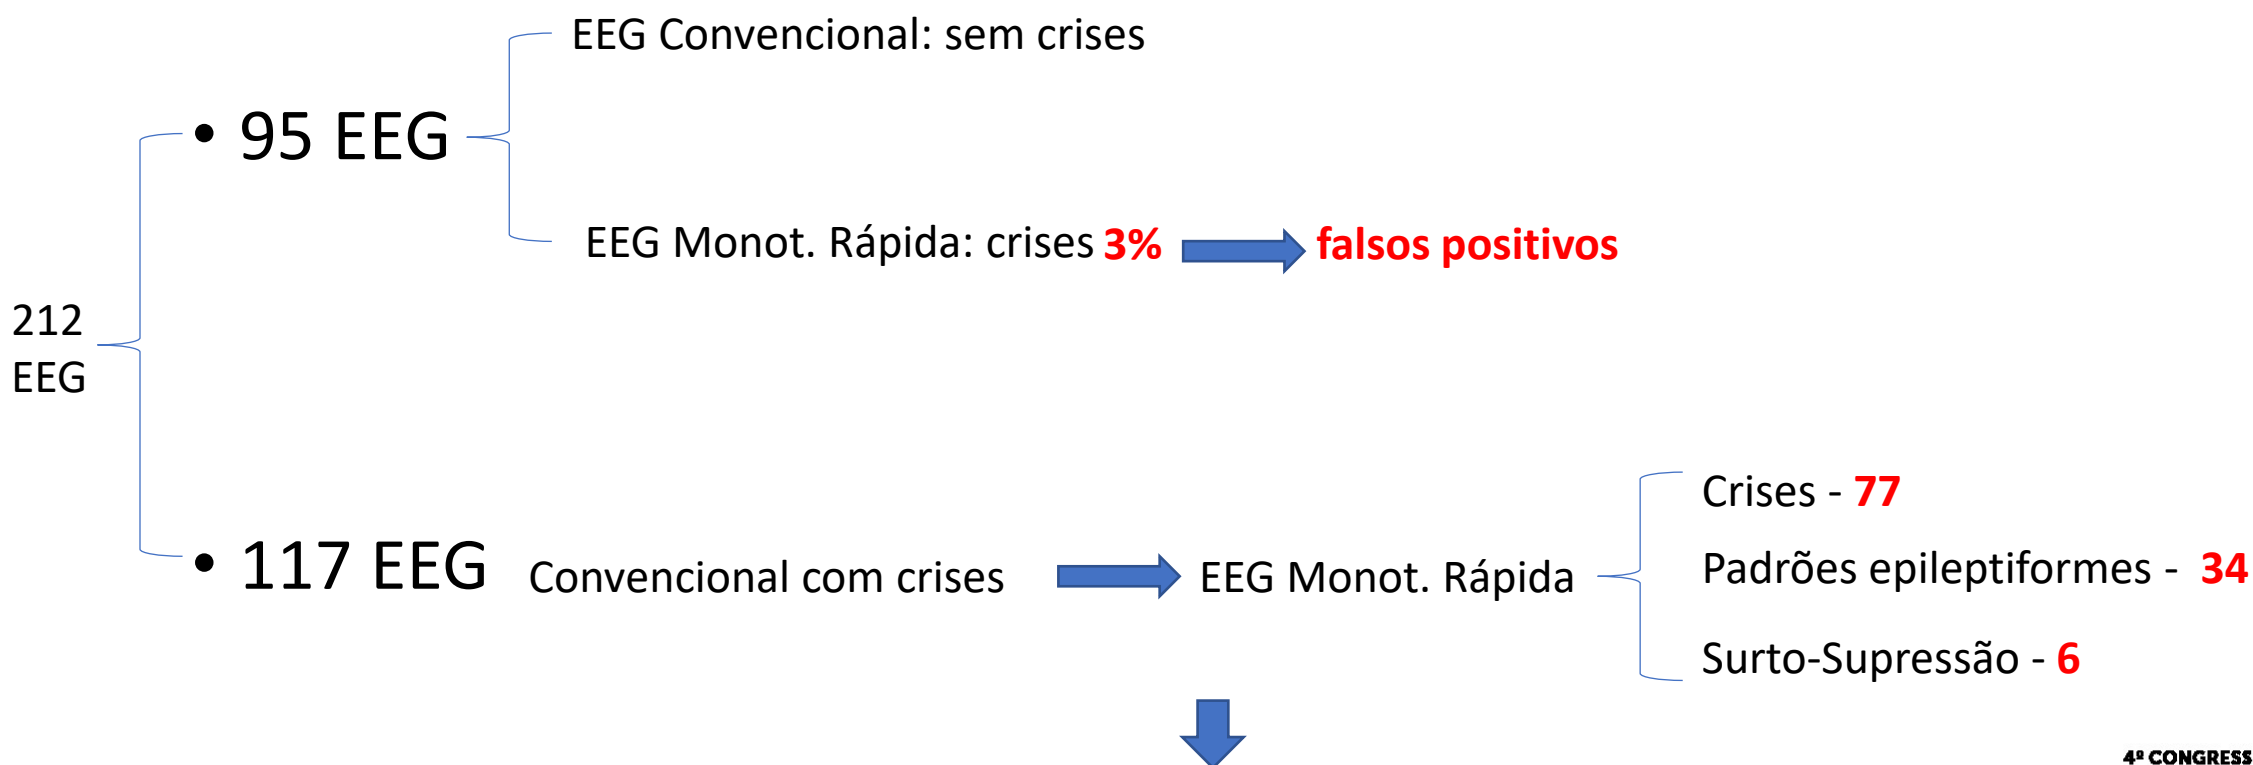 EEG Convencional: sem crises
• 95 EEG
EEG Monot. Rápida: crises 3% falsos positivos
212
EEG
Crises - 77
• 117 EEG Convencional com crises EEG Monot. Rápida
Padrões epileptiformes - 34
Surto-Supressão - 6
4º CONGRESS